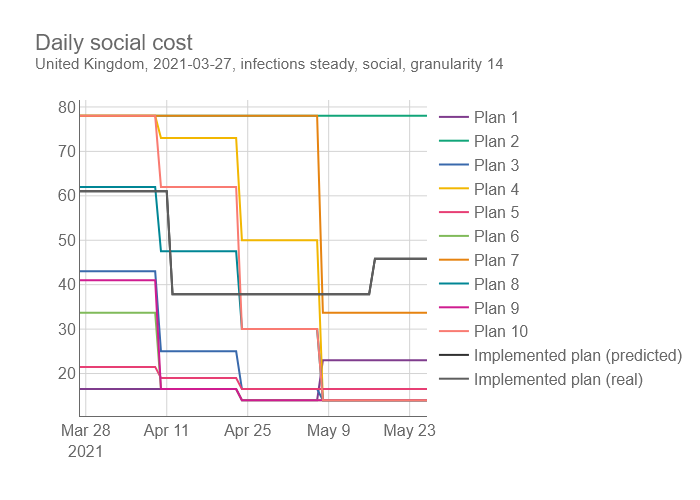 Daily social cost
United Kingdom, 2021-03-27, infections steady, social, granularity 14
80
70
60
50
40
30
20
Mar 28
2021
Apr 11
Apr 25
May 9
May 23
Plan 1
Plan 2
Plan 3
Plan 4
Plan 5
Plan 6
Plan 7
Plan 8
Plan 9
Plan 10
Implemented plan (predicted)
Implemented plan (real)